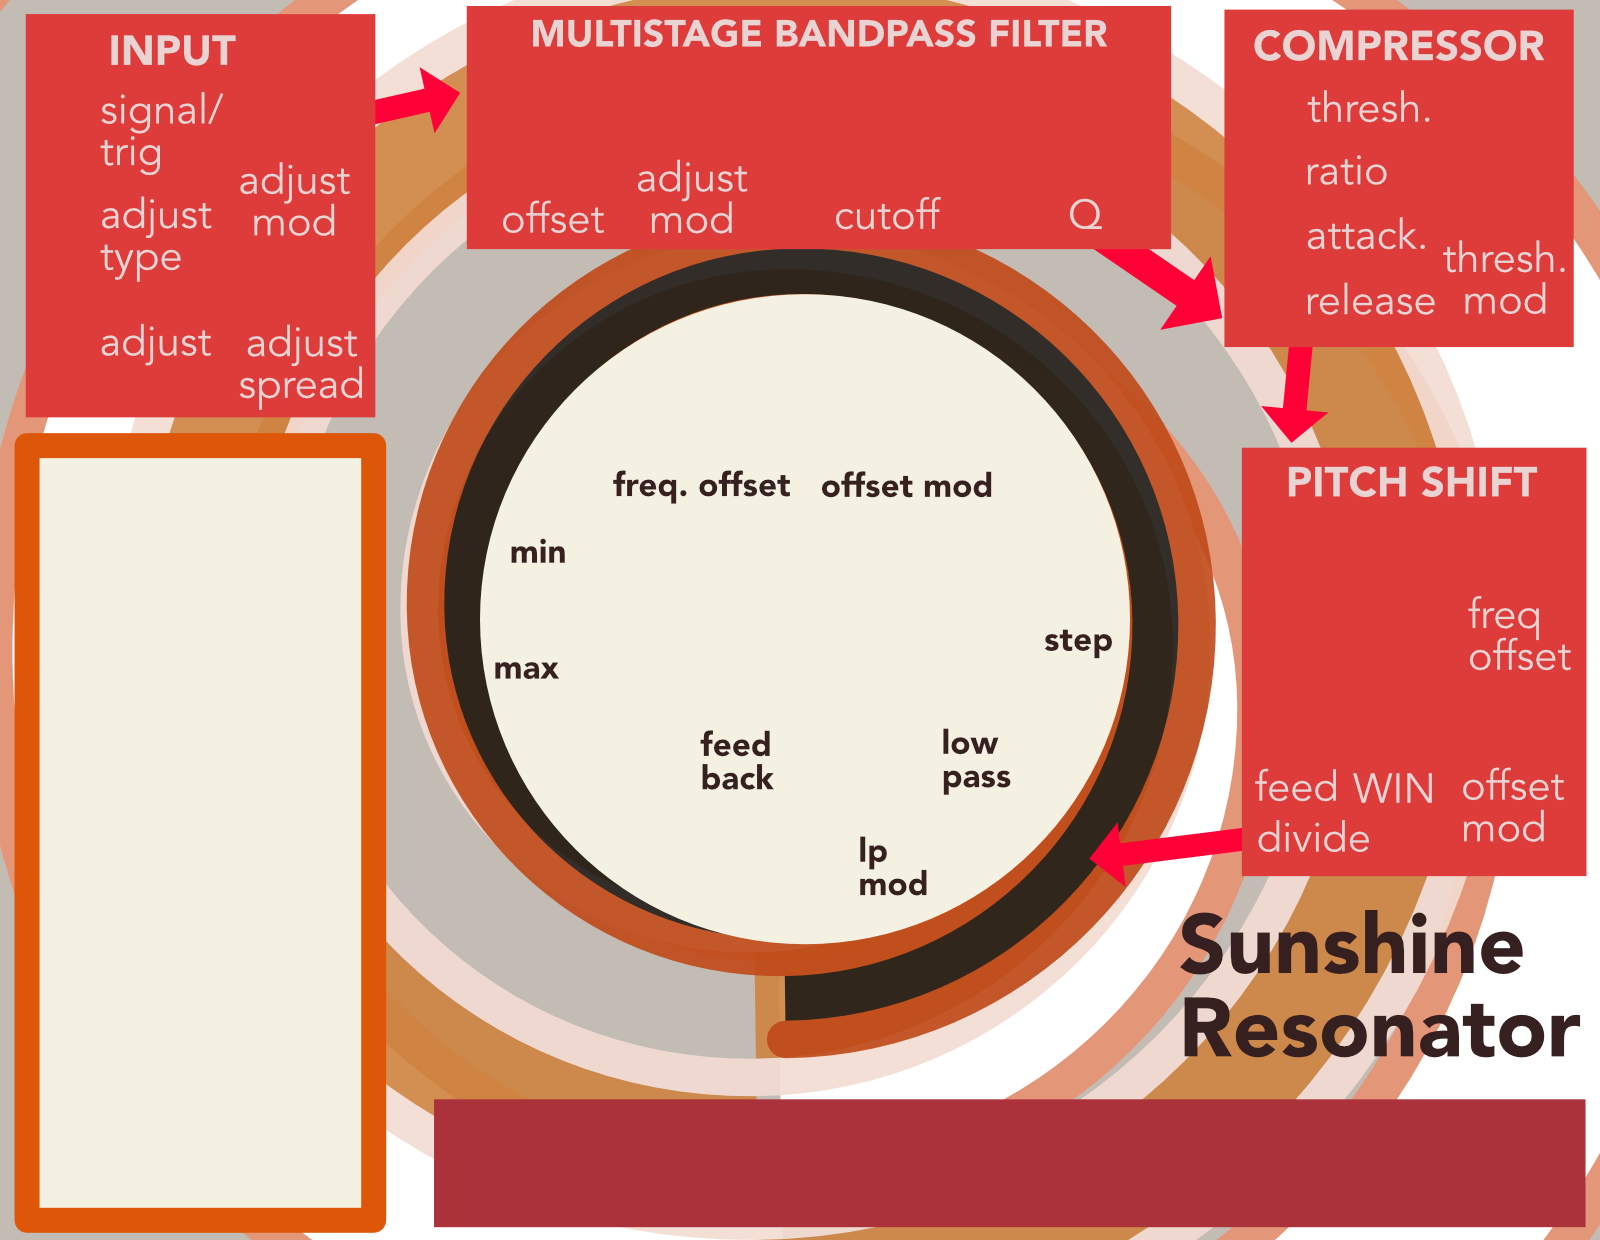 INPUT
signal/
trig
adjust
mod
adjust
type
adjust
adjust
spread
MULTISTAGE BANDPASS FILTER
offset
adjust
mod
cutoff
Q
COMPRESSOR
thresh.
ratio
attack.
release
thresh.
mod
PITCH SHIFT
freq
offset
feed WIN
divide
offset
mod
freq. offset
offset mod
min
max
step
feed
back
low
pass
lp
mod
Sunshine
Resonator